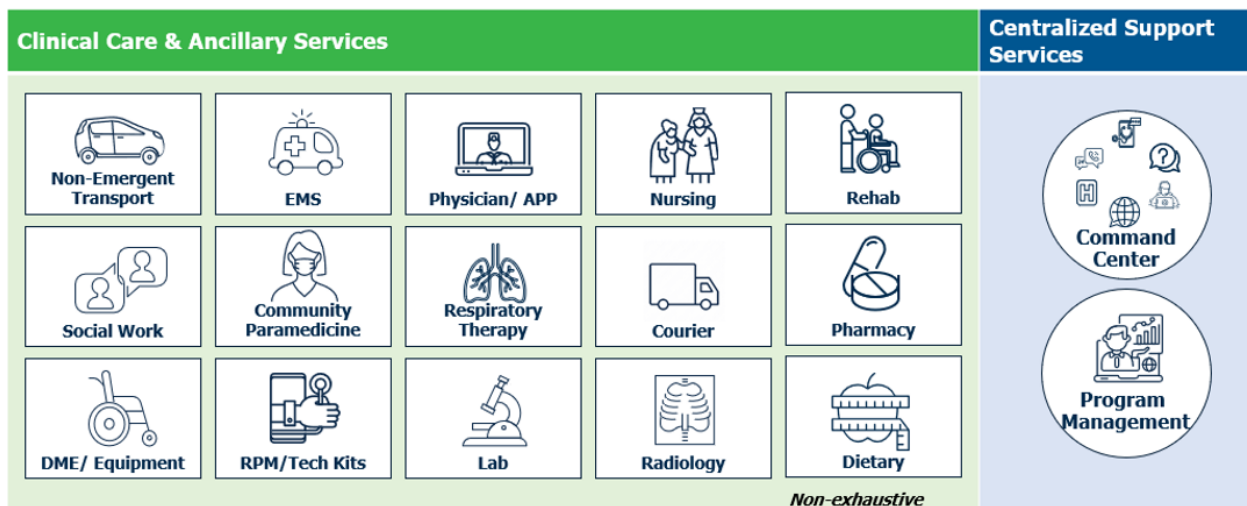 Clinical Care & Ancillary Services
Centralized Support
Services
Non-Emergent
Transport
EMS
Physician/ APP
Nursing
Rehab
Social Work
Community
Paramedicine
Respiratory
Therapy
Courier
Pharmacy
DME/ Equipment
RPM/Tech Kits
Lab
Radiology
Dietary
Non-exhaustive
?
H
Command
Center
Program
Management